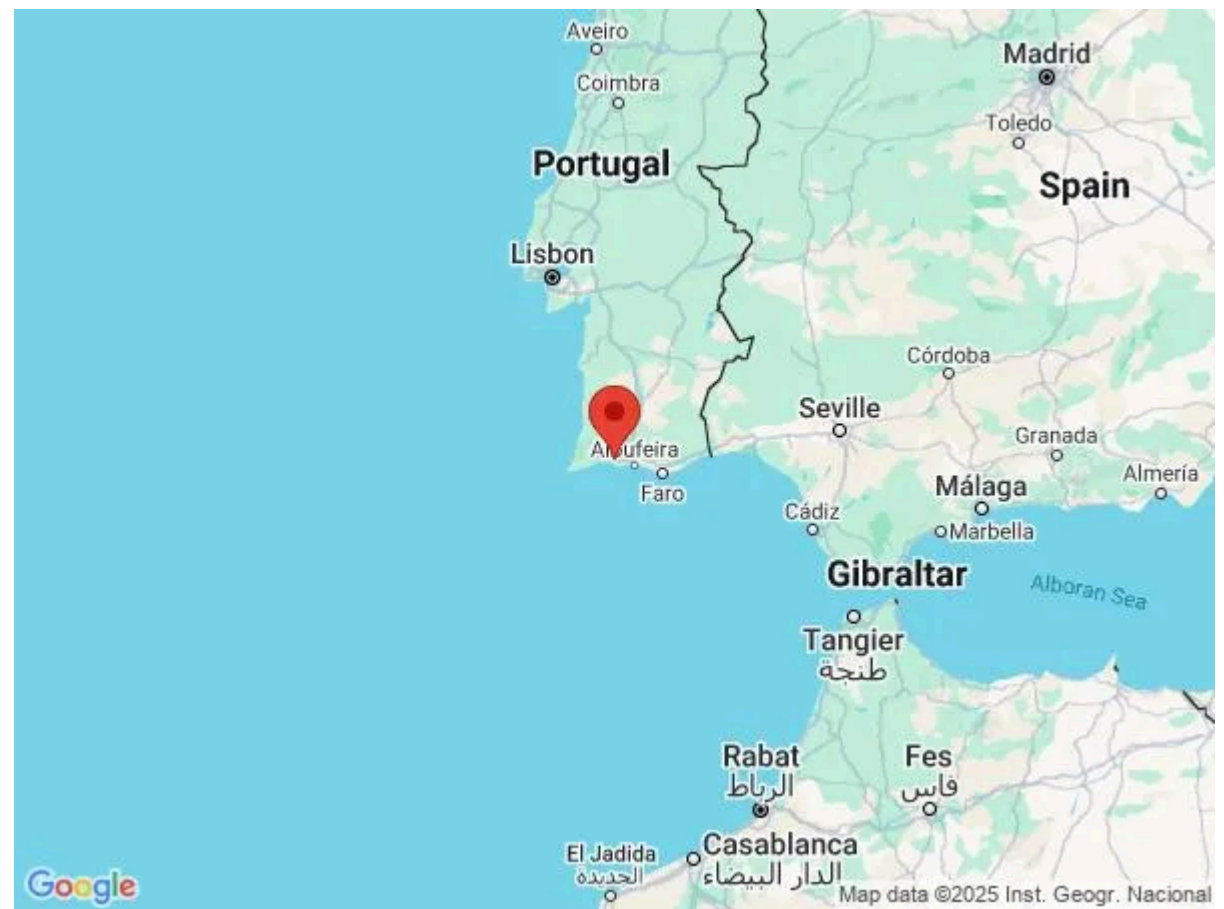 Aveiro
Madrid
Coimbra
Toledo
Portugal
Spain
Lisbon
Córdoba
Seville
Granada
Albufeira
Almería
Málaga
Faro
Cádiz
Marbella
Gibraltar
Alboran Sea
Tangier
طنجة
Rabat
الرباط
Fes
فاس
Casablanca
الدار البيضاء
El Jadida
الجديدة
Google
Map data ©2025 Inst. Geogr. Nacional